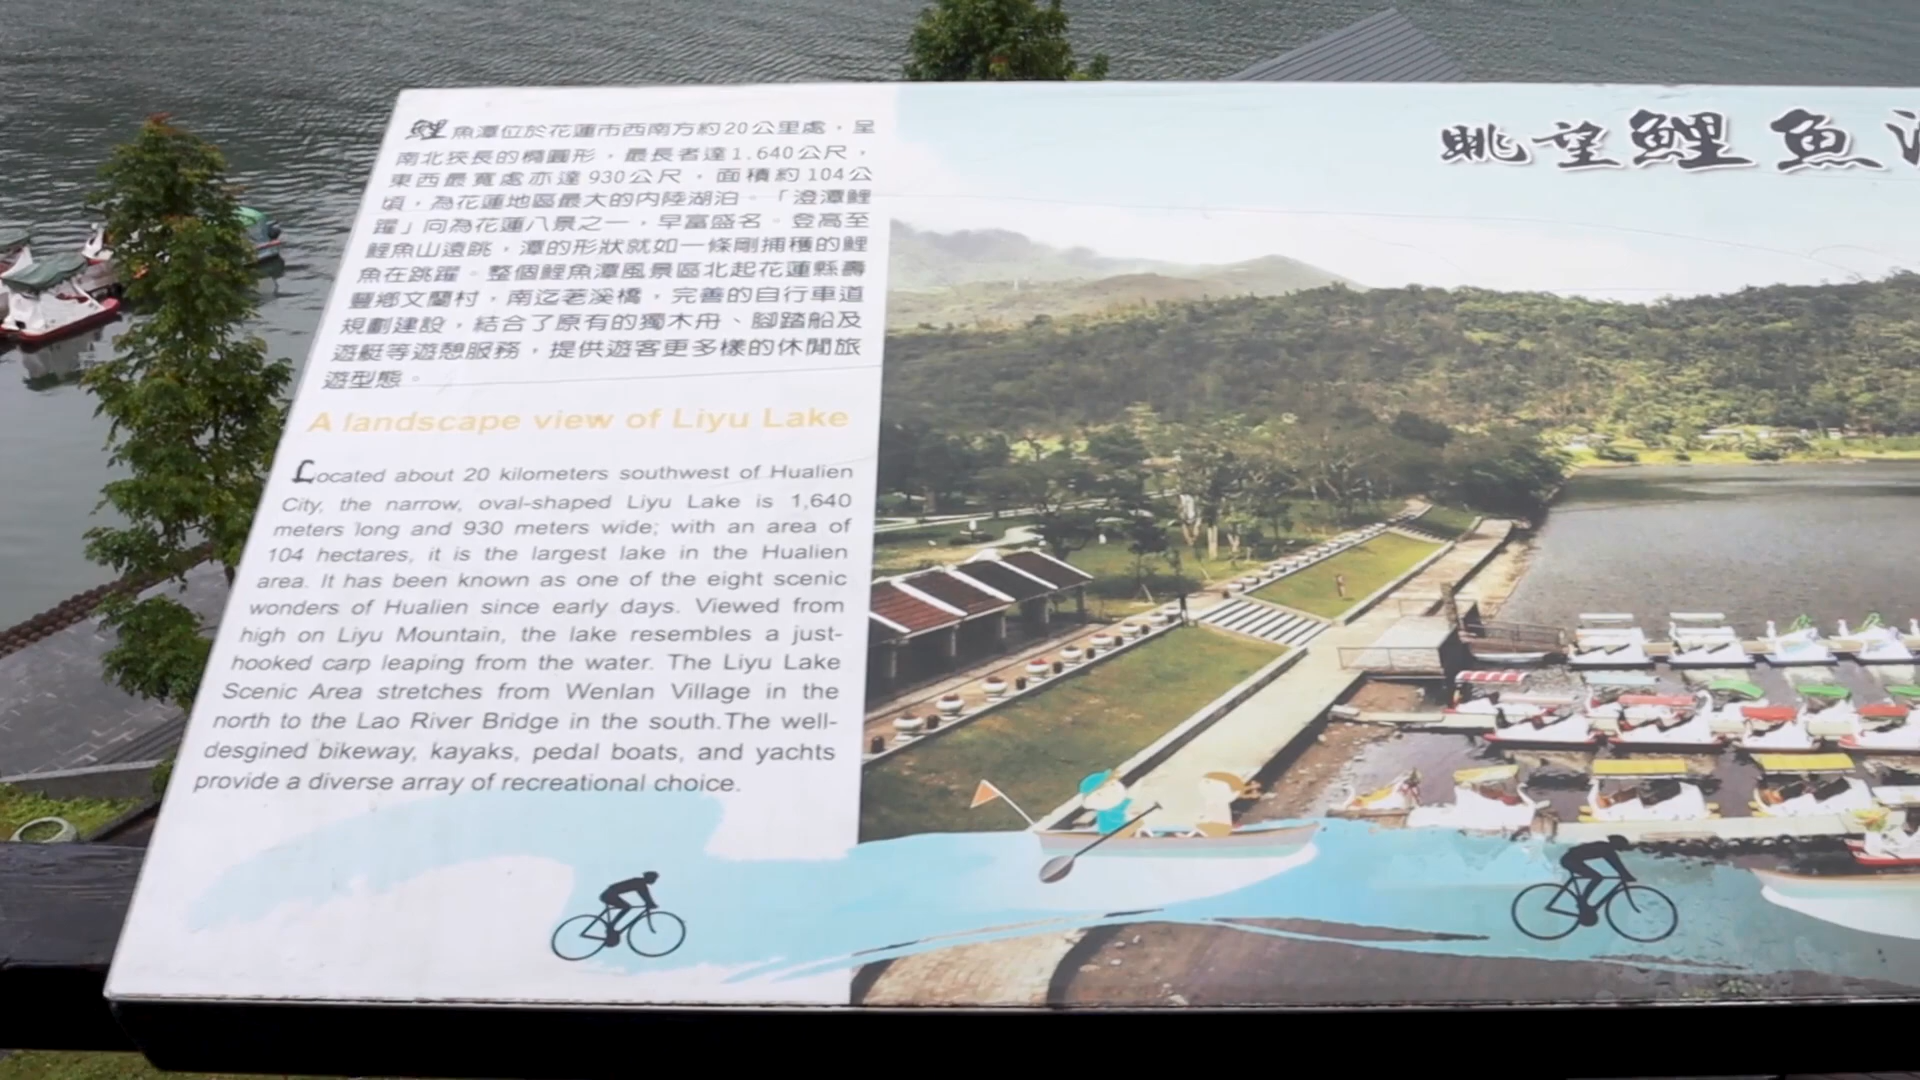 鯉魚潭位於花蓮市西南方約20公里處，呈
南北狹長的橢圓形，最長者達1,640公尺，
東西最寬處亦達930公尺，面積約104公
頃，為花蓮地區最大的內陸湖泊。「澄潭鯉
躍」向為花蓮八景之一，早富盛名。登高至
鯉魚山遠眺，潭的形狀就如一條剛捕穫的鯉
魚在跳躍。整個鯉魚潭風景區北起花蓮縣壽
豐鄉文蘭村，南迄荖溪橋，完善的自行車道
規劃建設，結合了原有的獨木舟、腳踏船及
遊艇等遊憩服務，提供遊客更多樣的休閒旅
遊型態。
A landscape view of Liyu Lake
Located about 20 kilometers southwest of Hualien
City, the narrow, oval-shaped Liyu Lake is 1,640
meters long and 930 meters wide; with an area of
104 hectares, it is the largest lake in the Hualien
area. It has been known as one of the eight scenic
wonders of Hualien since early days. Viewed from
high on Liyu Mountain, the lake resembles a just-
hooked carp leaping from the water. The Liyu Lake
Scenic Area stretches from Wenlan Village in the
north to the Lao River Bridge in the south.The well-
desgined bikeway, kayaks, pedal boats, and yachts
provide a diverse array of recreational choice.
眺望鯉魚